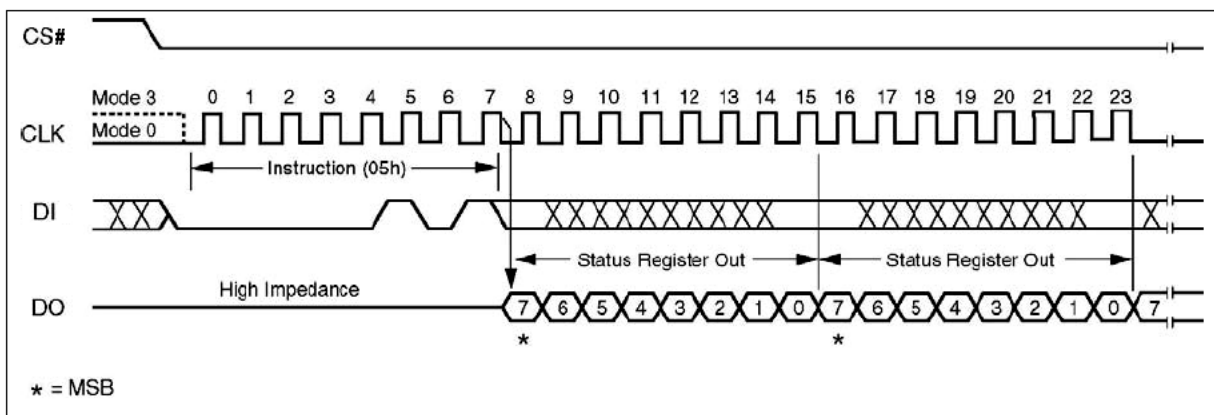 CS#
Mode 3 0 1 2 3 4 5 6 7 8 9 10 11 12 13 14 15 16 17 18 19 20 21 22 23
CLK Mode 0
Instruction (05h)
DI
Status Register Out Status Register Out
High Impedance
DO 7 6 5 4 3 2 1 0 7 6 5 4 3 2 1 0 7
* *
* = MSB